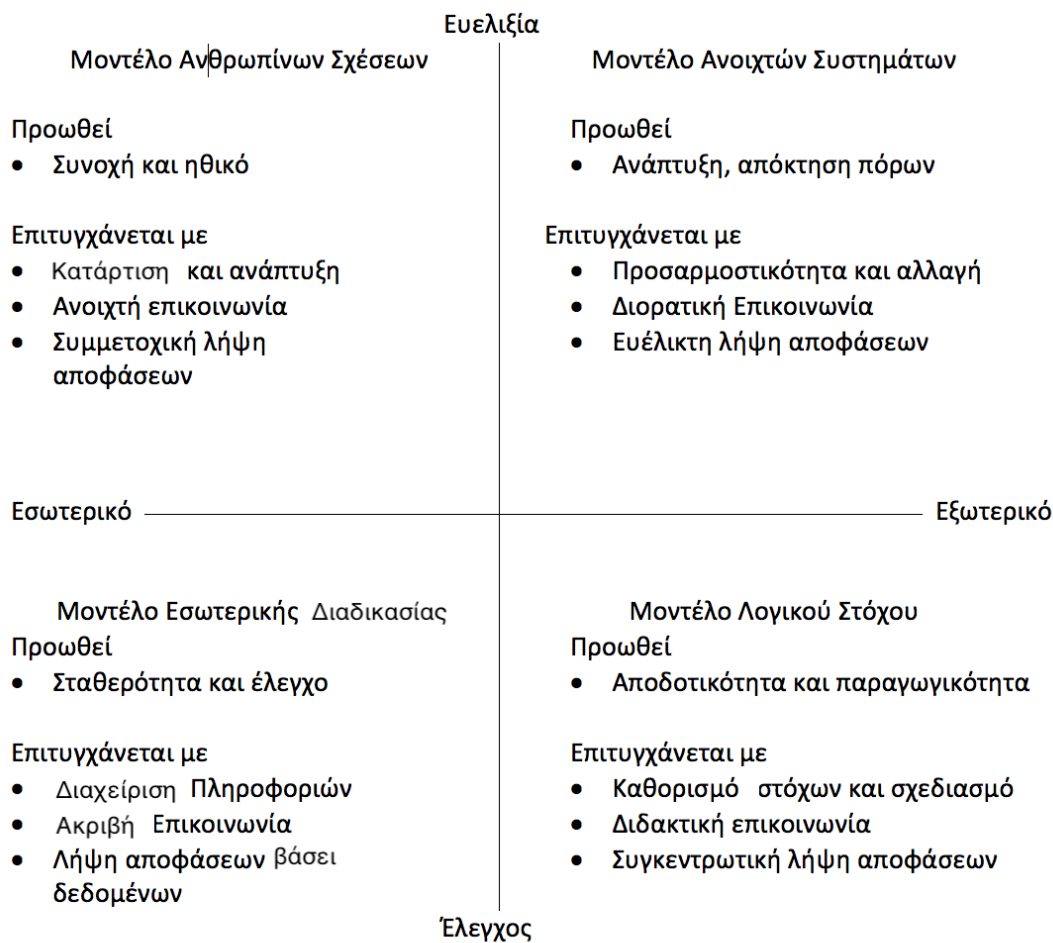 Ευελιξία
Μοντέλο Ανθρωπίνων Σχέσεων
Προωθεί
• Συνοχή και ηθικό
Επιτυγχάνεται με
• Κατάρτιση και ανάπτυξη
• Ανοιχτή επικοινωνία
• Συμμετοχική λήψη
αποφάσεων
Μοντέλο Ανοιχτών Συστημάτων
Προωθεί
• Ανάπτυξη, απόκτηση πόρων
Επιτυγχάνεται με
• Προσαρμοστικότητα και αλλαγή
• Διορατική Επικοινωνία
• Ευέλικτη λήψη αποφάσεων
Εσωτερικό
Εξωτερικό
Μοντέλο Εσωτερικής Διαδικασίας
Προωθεί
• Σταθερότητα και έλεγχο
Επιτυγχάνεται με
• Διαχείριση Πληροφοριών
• Ακριβή Επικοινωνία
• Λήψη αποφάσεων βάσει
δεδομένων
Μοντέλο Λογικού Στόχου
Προωθεί
• Αποδοτικότητα και παραγωγικότητα
Επιτυγχάνεται με
• Καθορισμό στόχων και σχεδιασμό
• Διδακτική επικοινωνία
• Συγκεντρωτική λήψη αποφάσεων
Έλεγχος